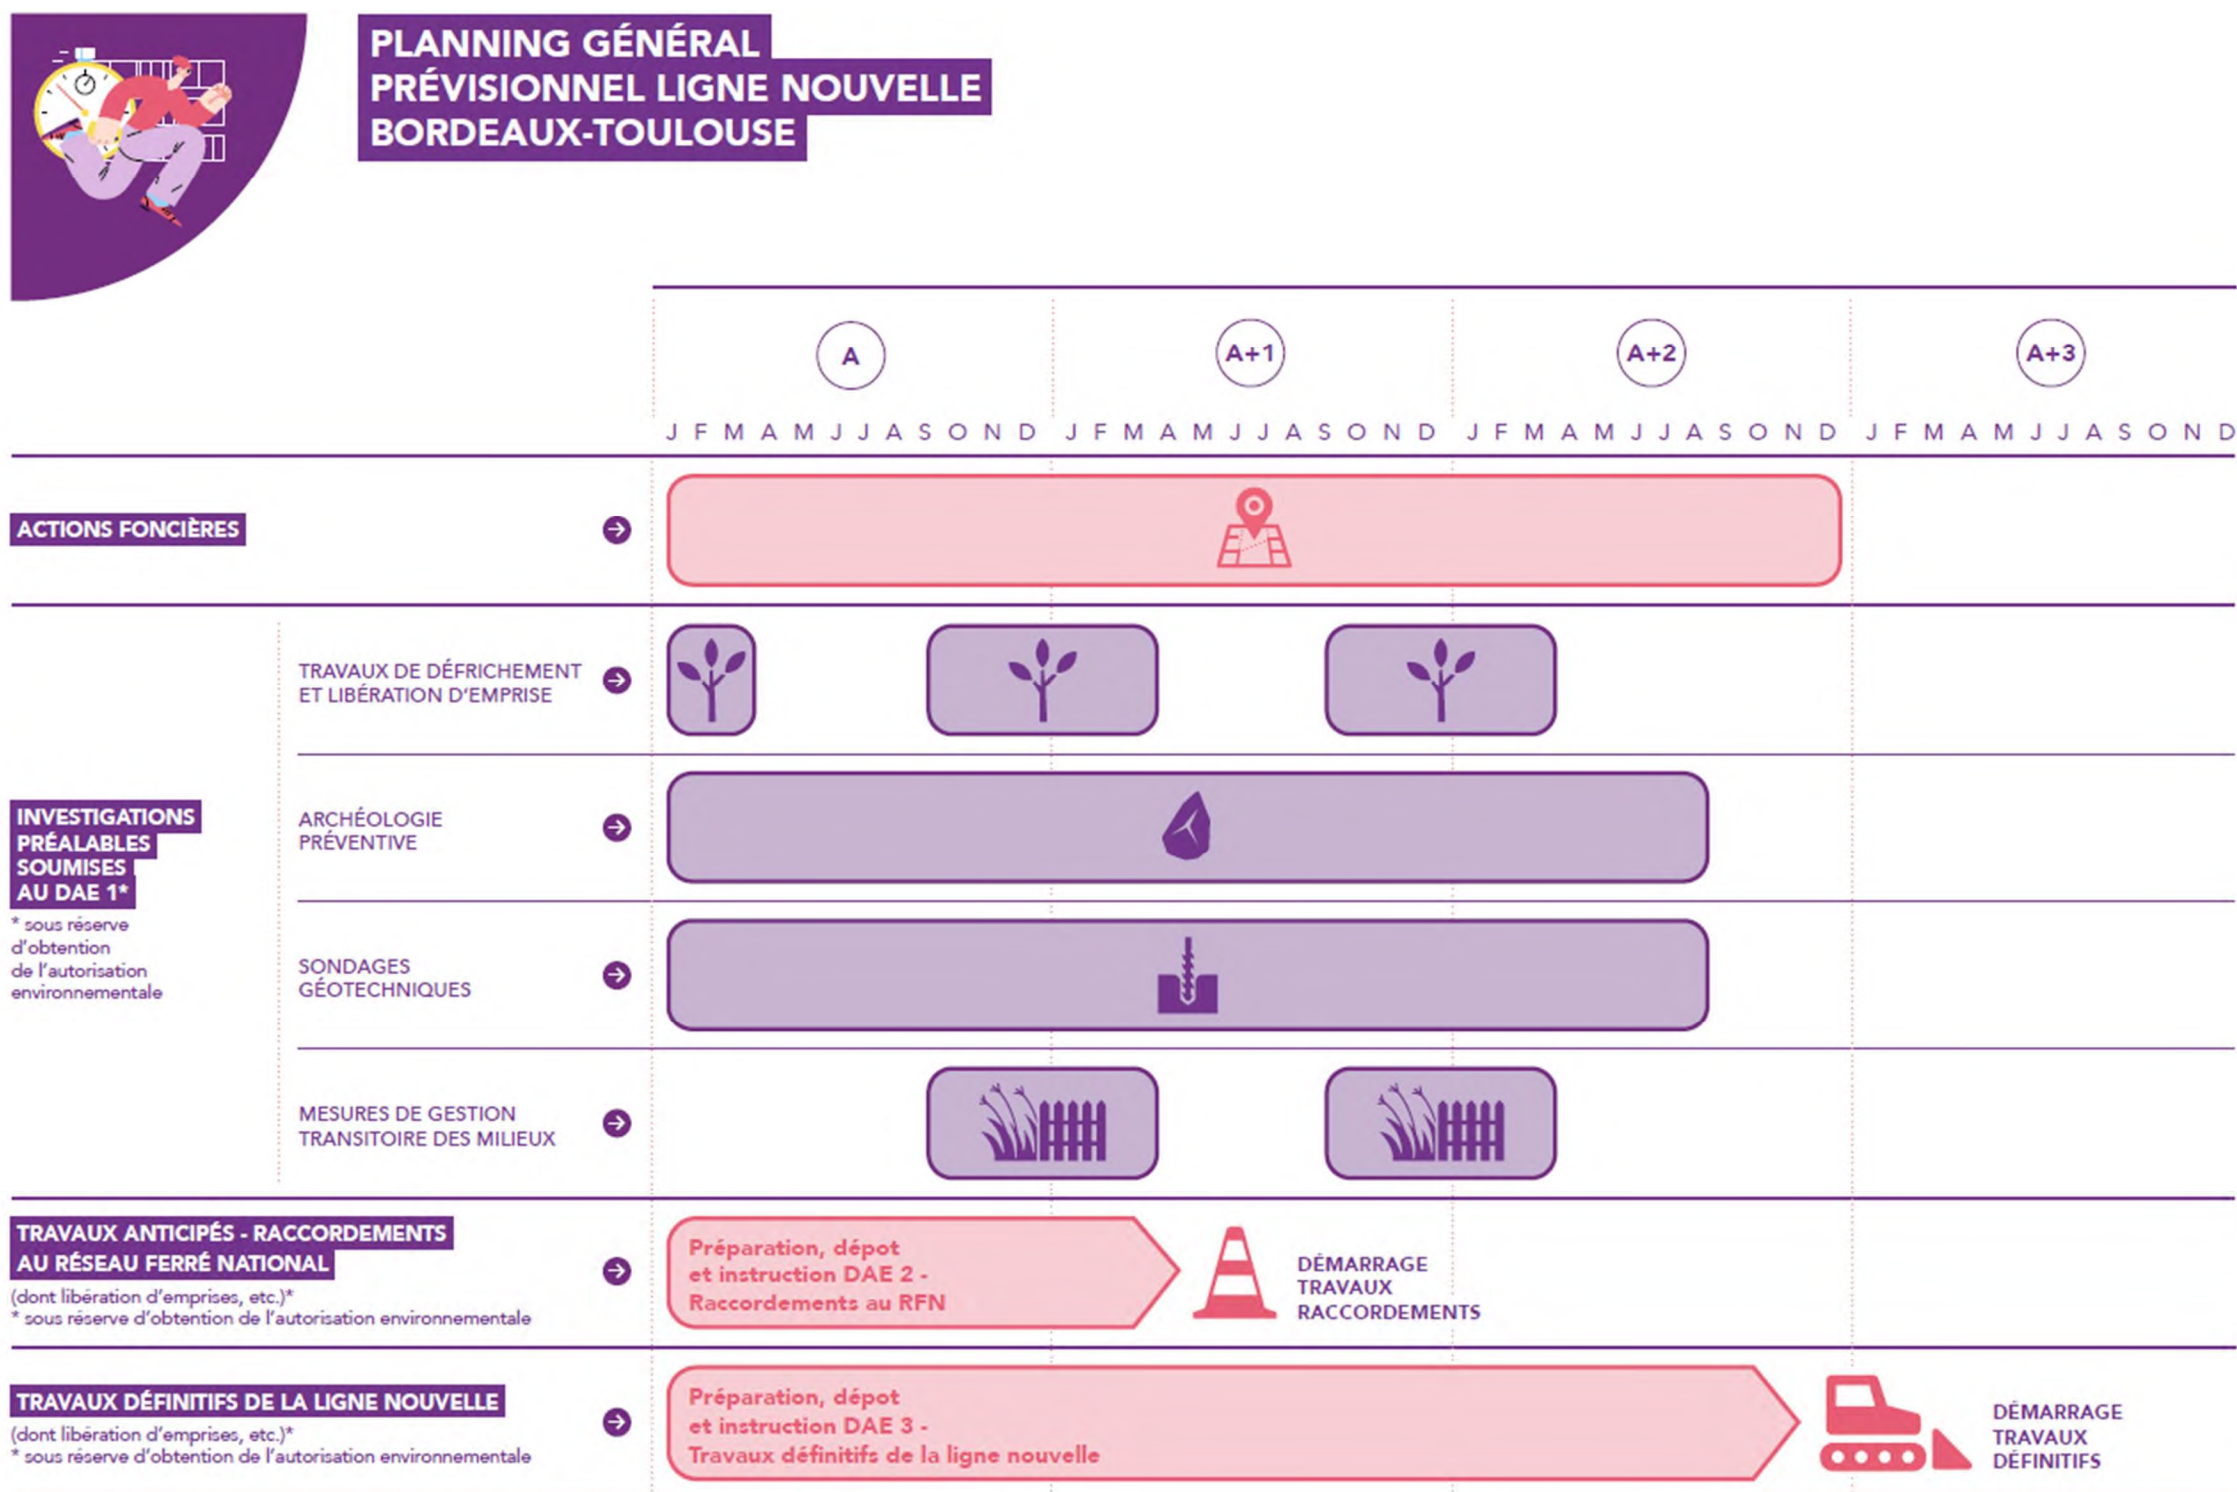 PLANNING GÉNÉRAL
PRÉVISIONNEL LIGNE NOUVELLE
BORDEAUX-TOULOUSE
A
A+1
A+2
A+3
J F M A M J J A S O N D J F M A M J J A S O N D J F M A M J J A S O N D J F M A M J J A S O N D
ACTIONS FONCIÈRES
INVESTIGATIONS
PRÉALABLES
SOUMISES
AU DAE 1*
* sous réserve
d'obtention
de l'autorisation
environnementale
TRAVAUX DE DÉFRICHEMENT
ET LIBÉRATION D'EMPRISE
ARCHÉOLOGIE
PRÉVENTIVE
SONDAGES
GÉOTECHNIQUES
MESURES DE GESTION
TRANSITOIRE DES MILIEUX
TRAVAUX ANTICIPÉS - RACCORDEMENTS
AU RÉSEAU FERRÉ NATIONAL
(dont libération d'emprises, etc.)*
* sous réserve d'obtention de l'autorisation environnementale
Préparation, dépot
et instruction DAE 2 -
Raccordements au RFN
DÉMARRAGE
TRAVAUX
RACCORDEMENTS
TRAVAUX DÉFINITIFS DE LA LIGNE NOUVELLE
(dont libération d'emprises, etc.)*
* sous réserve d'obtention de l'autorisation environnementale
Préparation, dépot
et instruction DAE 3 -
Travaux définitifs de la ligne nouvelle
DÉMARRAGE
TRAVAUX
DÉFINITIFS